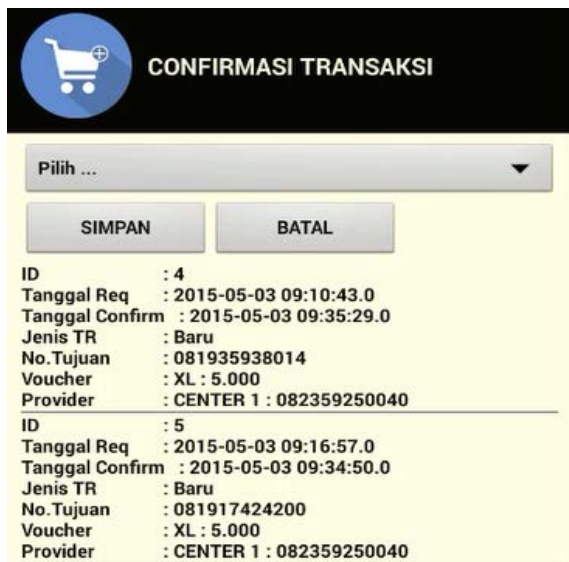 CONFIRMASI TRANSAKSI
Pilih ...
SIMPAN BATAL
ID : 4
Tanggal Req : 2015-05-03 09:10:43.0
Tanggal Confirm : 2015-05-03 09:35:29.0
Jenis TR : Baru
No.Tujuan : 081935938014
Voucher : XL : 5.000
Provider : CENTER 1 : 082359250040
ID : 5
Tanggal Req : 2015-05-03 09:16:57.0
Tanggal Confirm : 2015-05-03 09:34:50.0
Jenis TR : Baru
No.Tujuan : 081917424200
Voucher : XL : 5.000
Provider : CENTER 1 : 082359250040